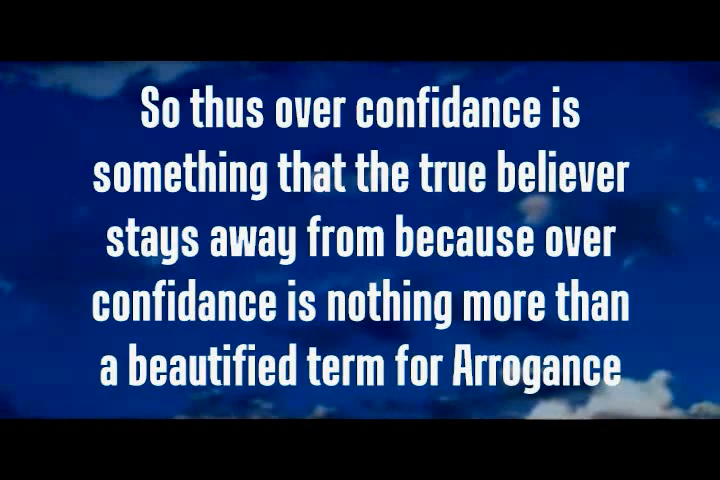 So thus over confidance is
something that the true believer
stays away from because over
confidance is nothing more than
a beautified term for Arrogance